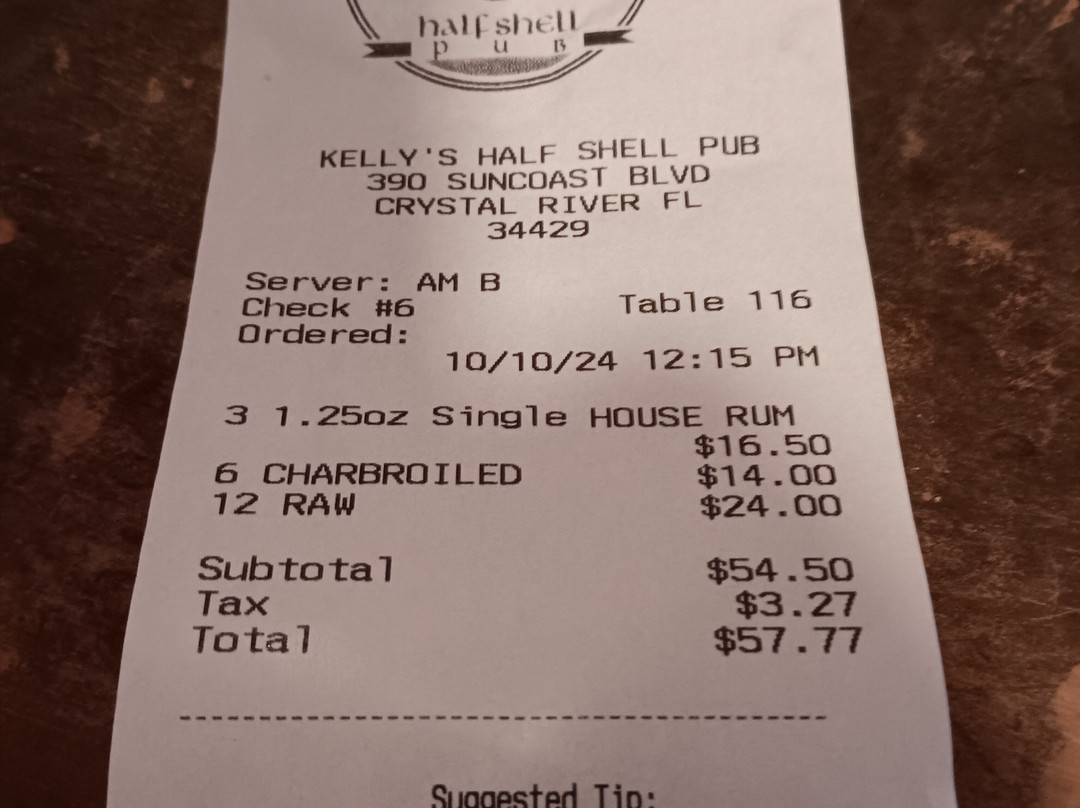 half shell
PUB
KELLY'S HALF SHELL PUB
390 SUNCOAST BLVD
CRYSTAL RIVER FL
34429
Server: AM B
Check #6 Table 116
Ordered:
10/10/24 12:15 PM
3 1.25oz Single HOUSE RUM
$16.50
6 CHARBROILED $14.00
12 RAW $24.00
Subtotal $54.50
Tax $3.27
Total $57.77
Suggested Tip: